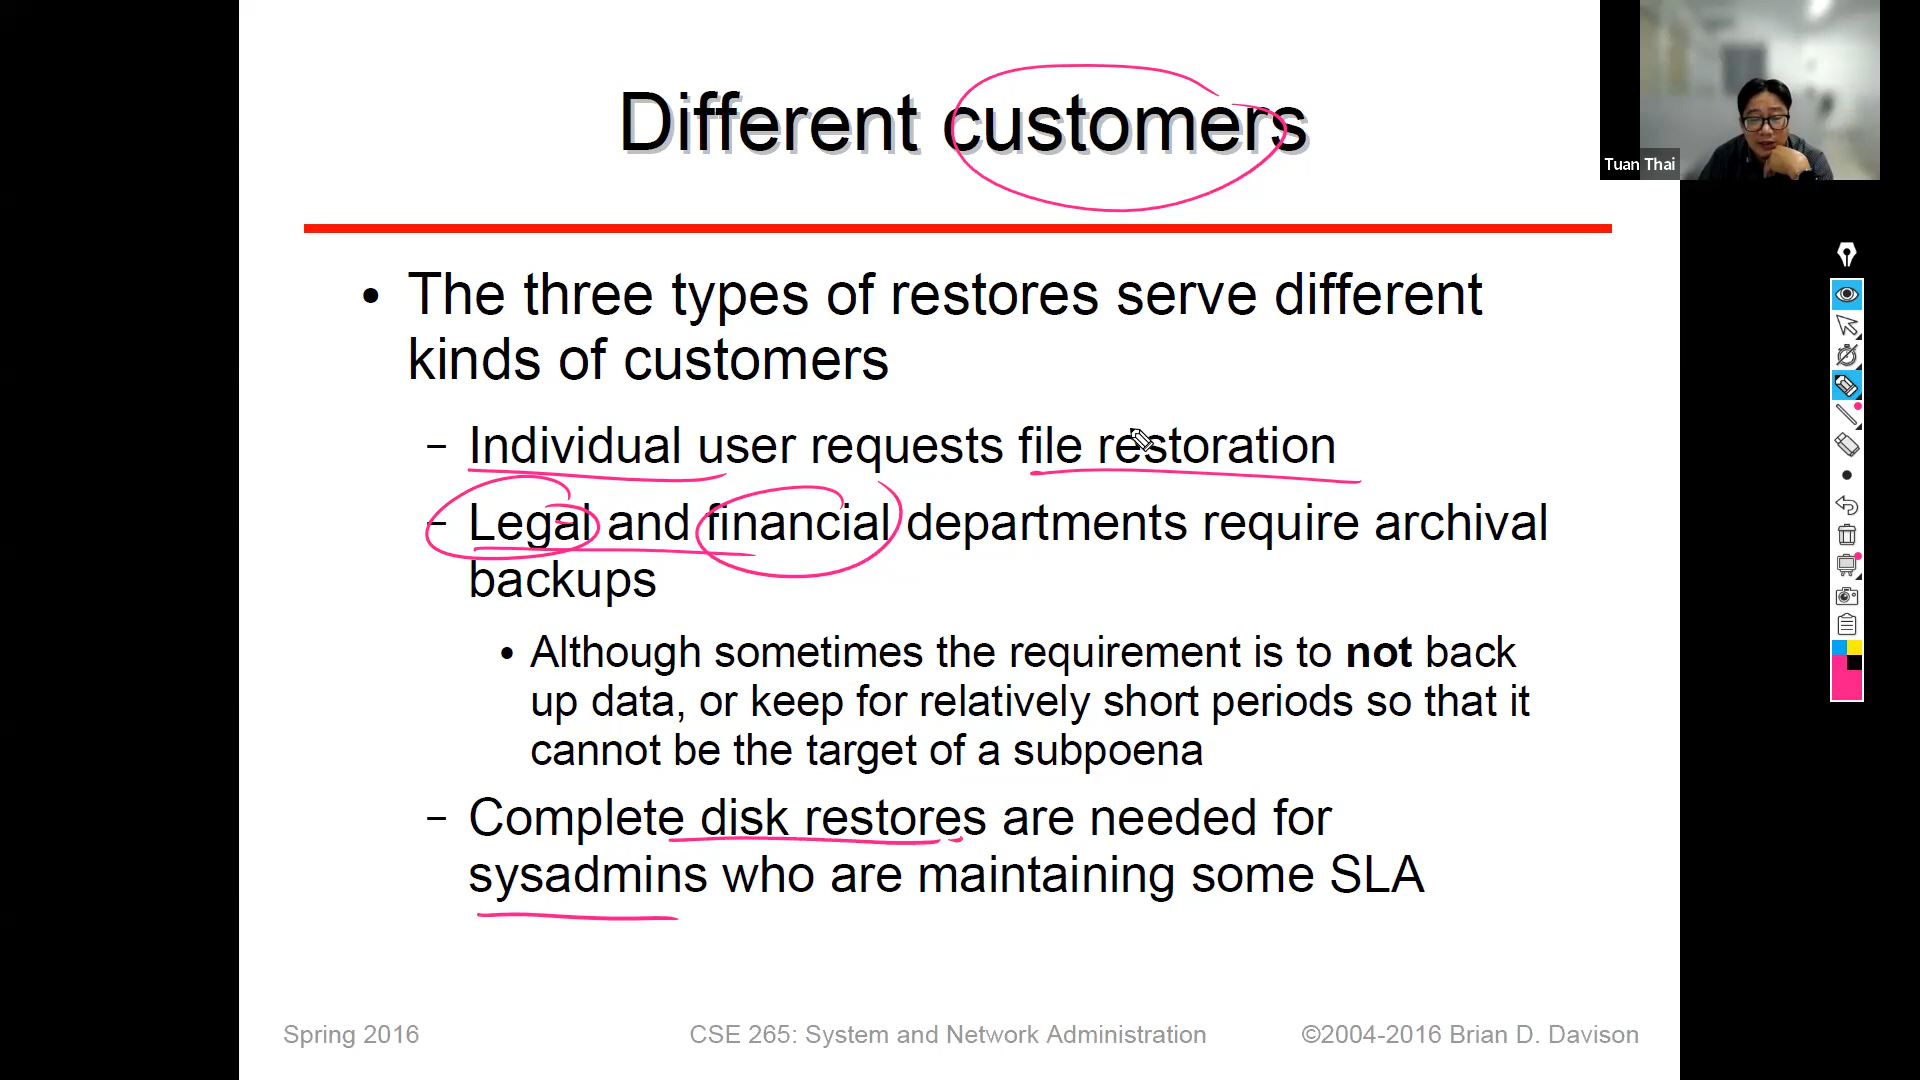 Different customers
Tuan Thai
• The three types of restores serve different
kinds of customers
– Individual user requests file restoration
– Legal and financial departments require archival
backups
• Although sometimes the requirement is to not back
up data, or keep for relatively short periods so that it
cannot be the target of a subpoena
– Complete disk restores are needed for
sysadmins who are maintaining some SLA
Spring 2016
CSE 265: System and Network Administration
©2004-2016 Brian D. Davison